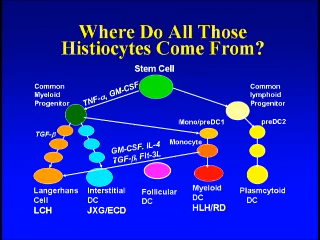 Where Do All Those
Histiocytes Come From?
Stem Cell
Common
Myeloid
Progenitor
TNF-α, GM-CSF
Common
lymphoid
Progenitor
Mono/preDC1
preDC2
TGF-β
GM-CSF, IL-4
TGF-β, Flt-3L
Monocyte
Langerhans
Cell
LCH
Interstitial
DC
JXG/ECD
Follicular
DC
Myeloid
DC
HLH/RD
Plasmcytoid
DC